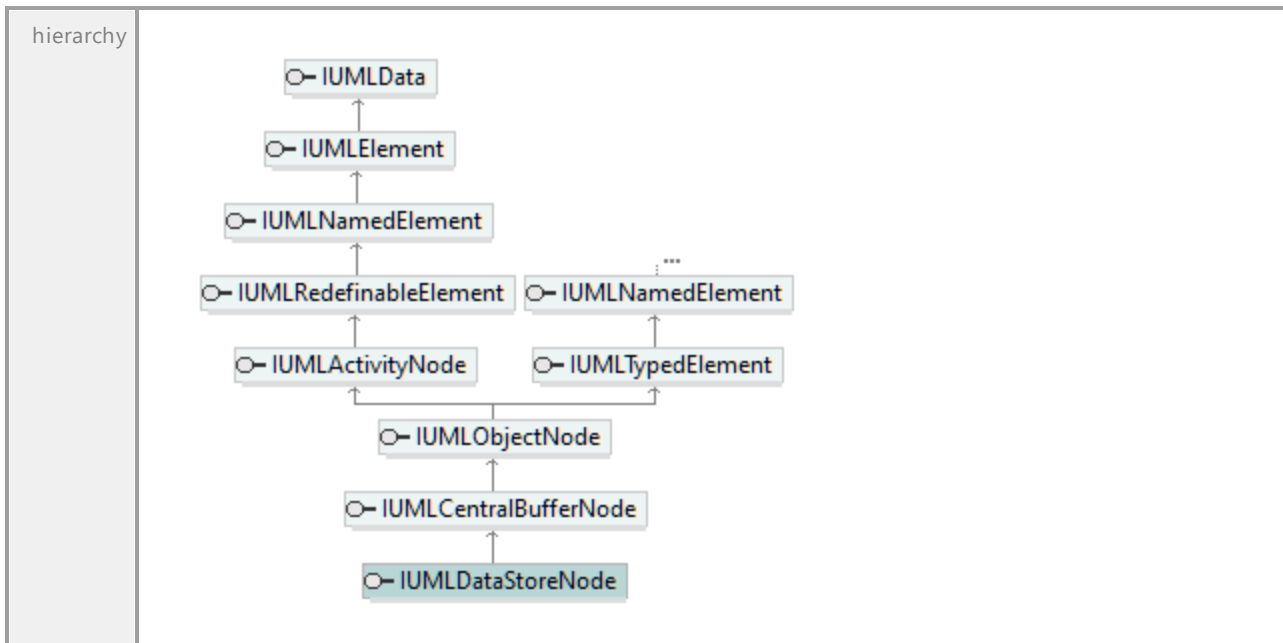 hierarchy
IUMLData
IUMLElement
IUMLNamedElement
IUMLRedefinableElement
IUMLNamedElement
IUMLActivityNode
IUMLTypedElement
IUMLObjectNode
IUMLCentralBufferNode
IUMLDataStoreNode